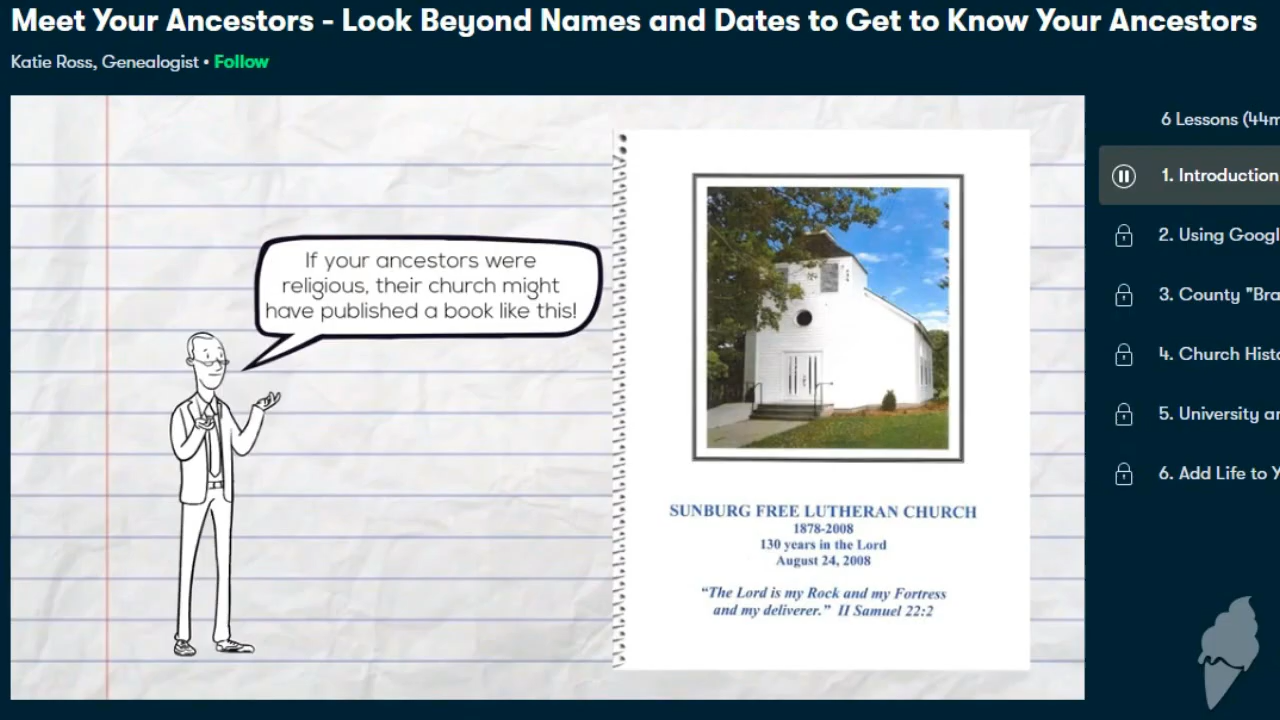 Meet Your Ancestors - Look Beyond Names and Dates to Get to Know Your Ancestors
Katie Ross, Genealogist • Follow
6 Lessons (44m
1. Introduction
2. Using Googl
3. County "Bra
4. Church Histo
5. University an
6. Add Life to Y
If your ancestors were
religious, their church might
have published a book like this!
SUNBURG FREE LUTHERAN CHURCH
1878-2008
130 years in the Lord
August 24, 2008
"The Lord is my Rock and my Fortress
and my deliverer." II Samuel 22:2